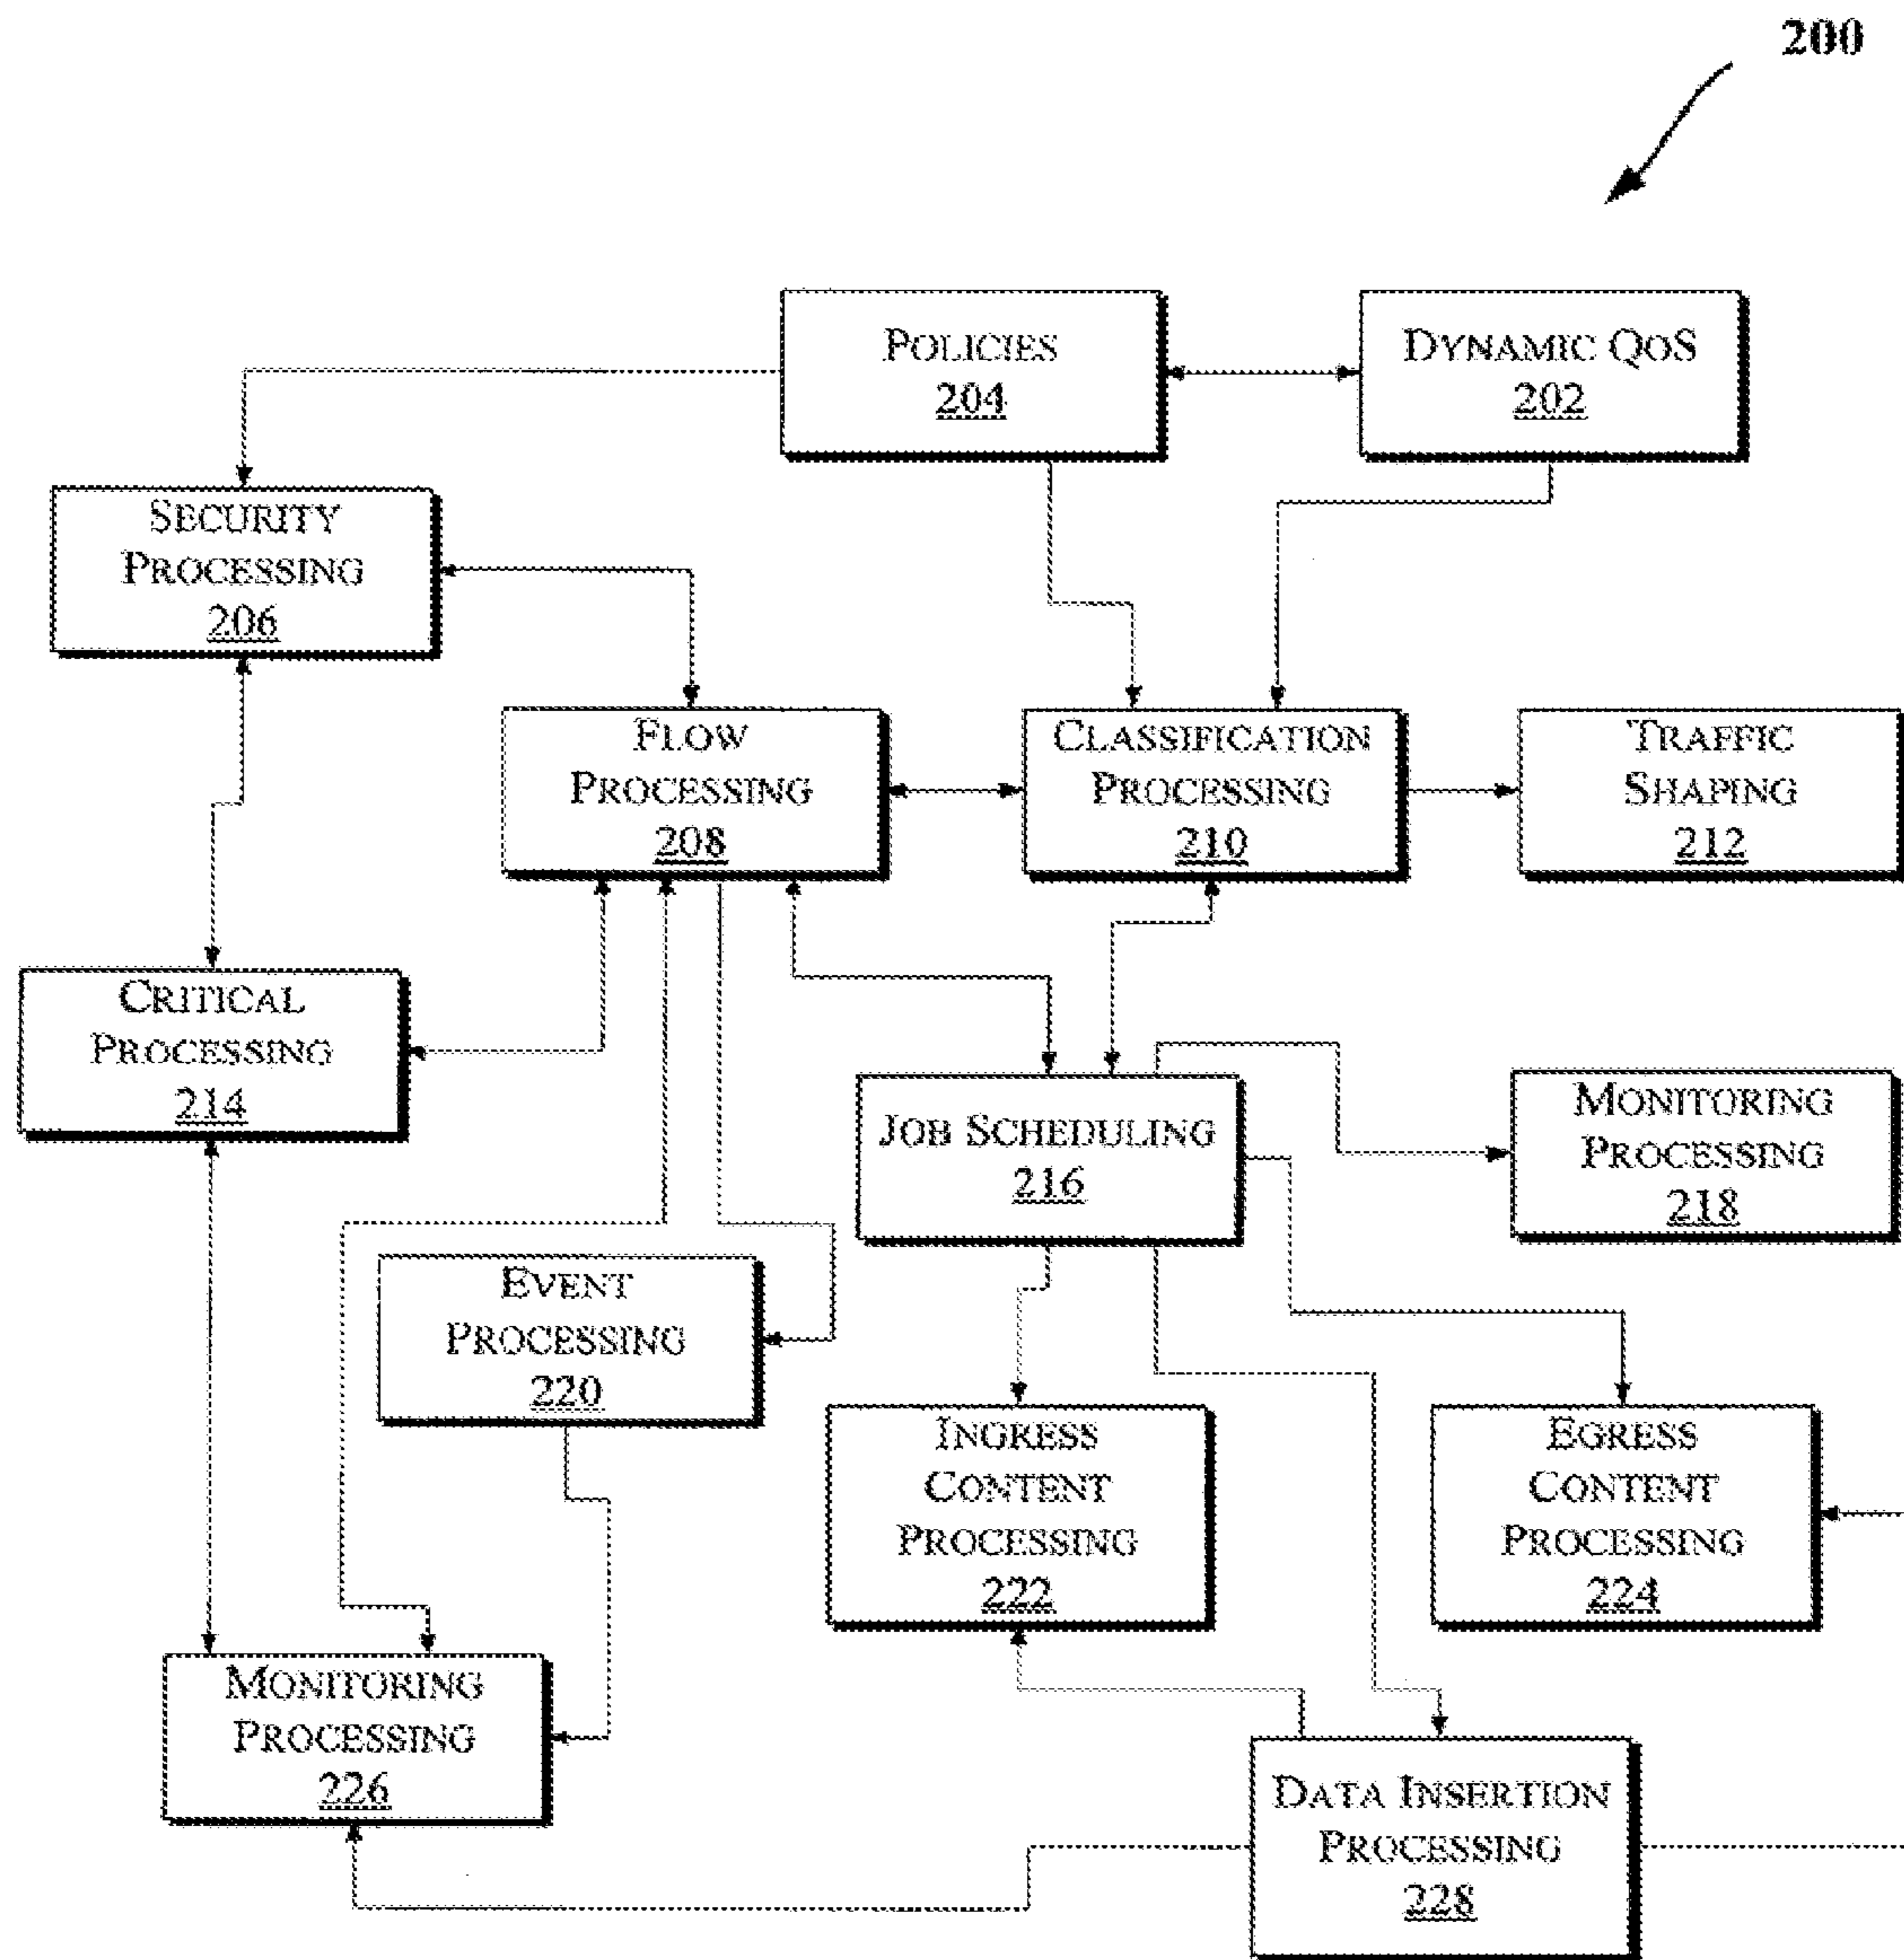 200
POLICIES
204
DYNAMIC QOS
202
SECURITY
PROCESSING
206
FLOW
PROCESSING
208
CLASSIFICATION
PROCESSING
210
TRAFFIC
SHAPING
212
CRITICAL
PROCESSING
214
JOB SCHEDULING
216
MONITORING
PROCESSING
218
EVENT
PROCESSING
220
INGRESS
CONTENT
PROCESSING
222
EGRESS
CONTENT
PROCESSING
224
MONITORING
PROCESSING
226
DATA INSERTION
PROCESSING
228